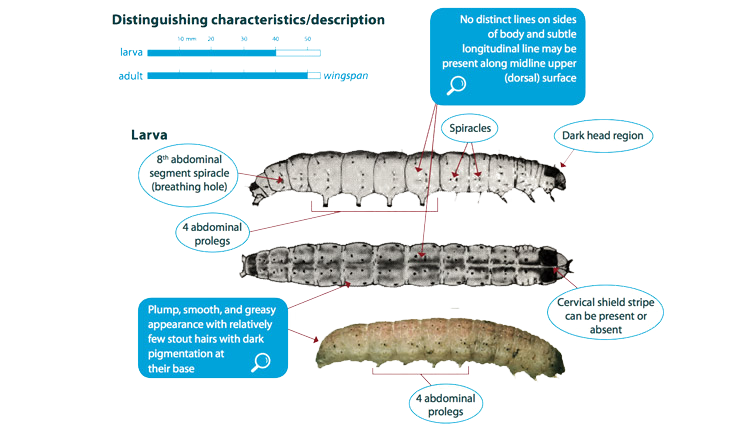 Distinguishing characteristics/description
10 mm 20 30 40 50
larva
adult
wingspan
No distinct lines on sides
of body and subtle
longitudinal line may be
present along midline upper
(dorsal) surface
Larva
Spiracles
Dark head region
8th abdominal
segment spiracle
(breathing hole)
4 abdominal
prolegs
Plump, smooth, and greasy
appearance with relatively
few stout hairs with dark
pigmentation at
their base
Cervical shield stripe
can be present or
absent
4 abdominal
prolegs